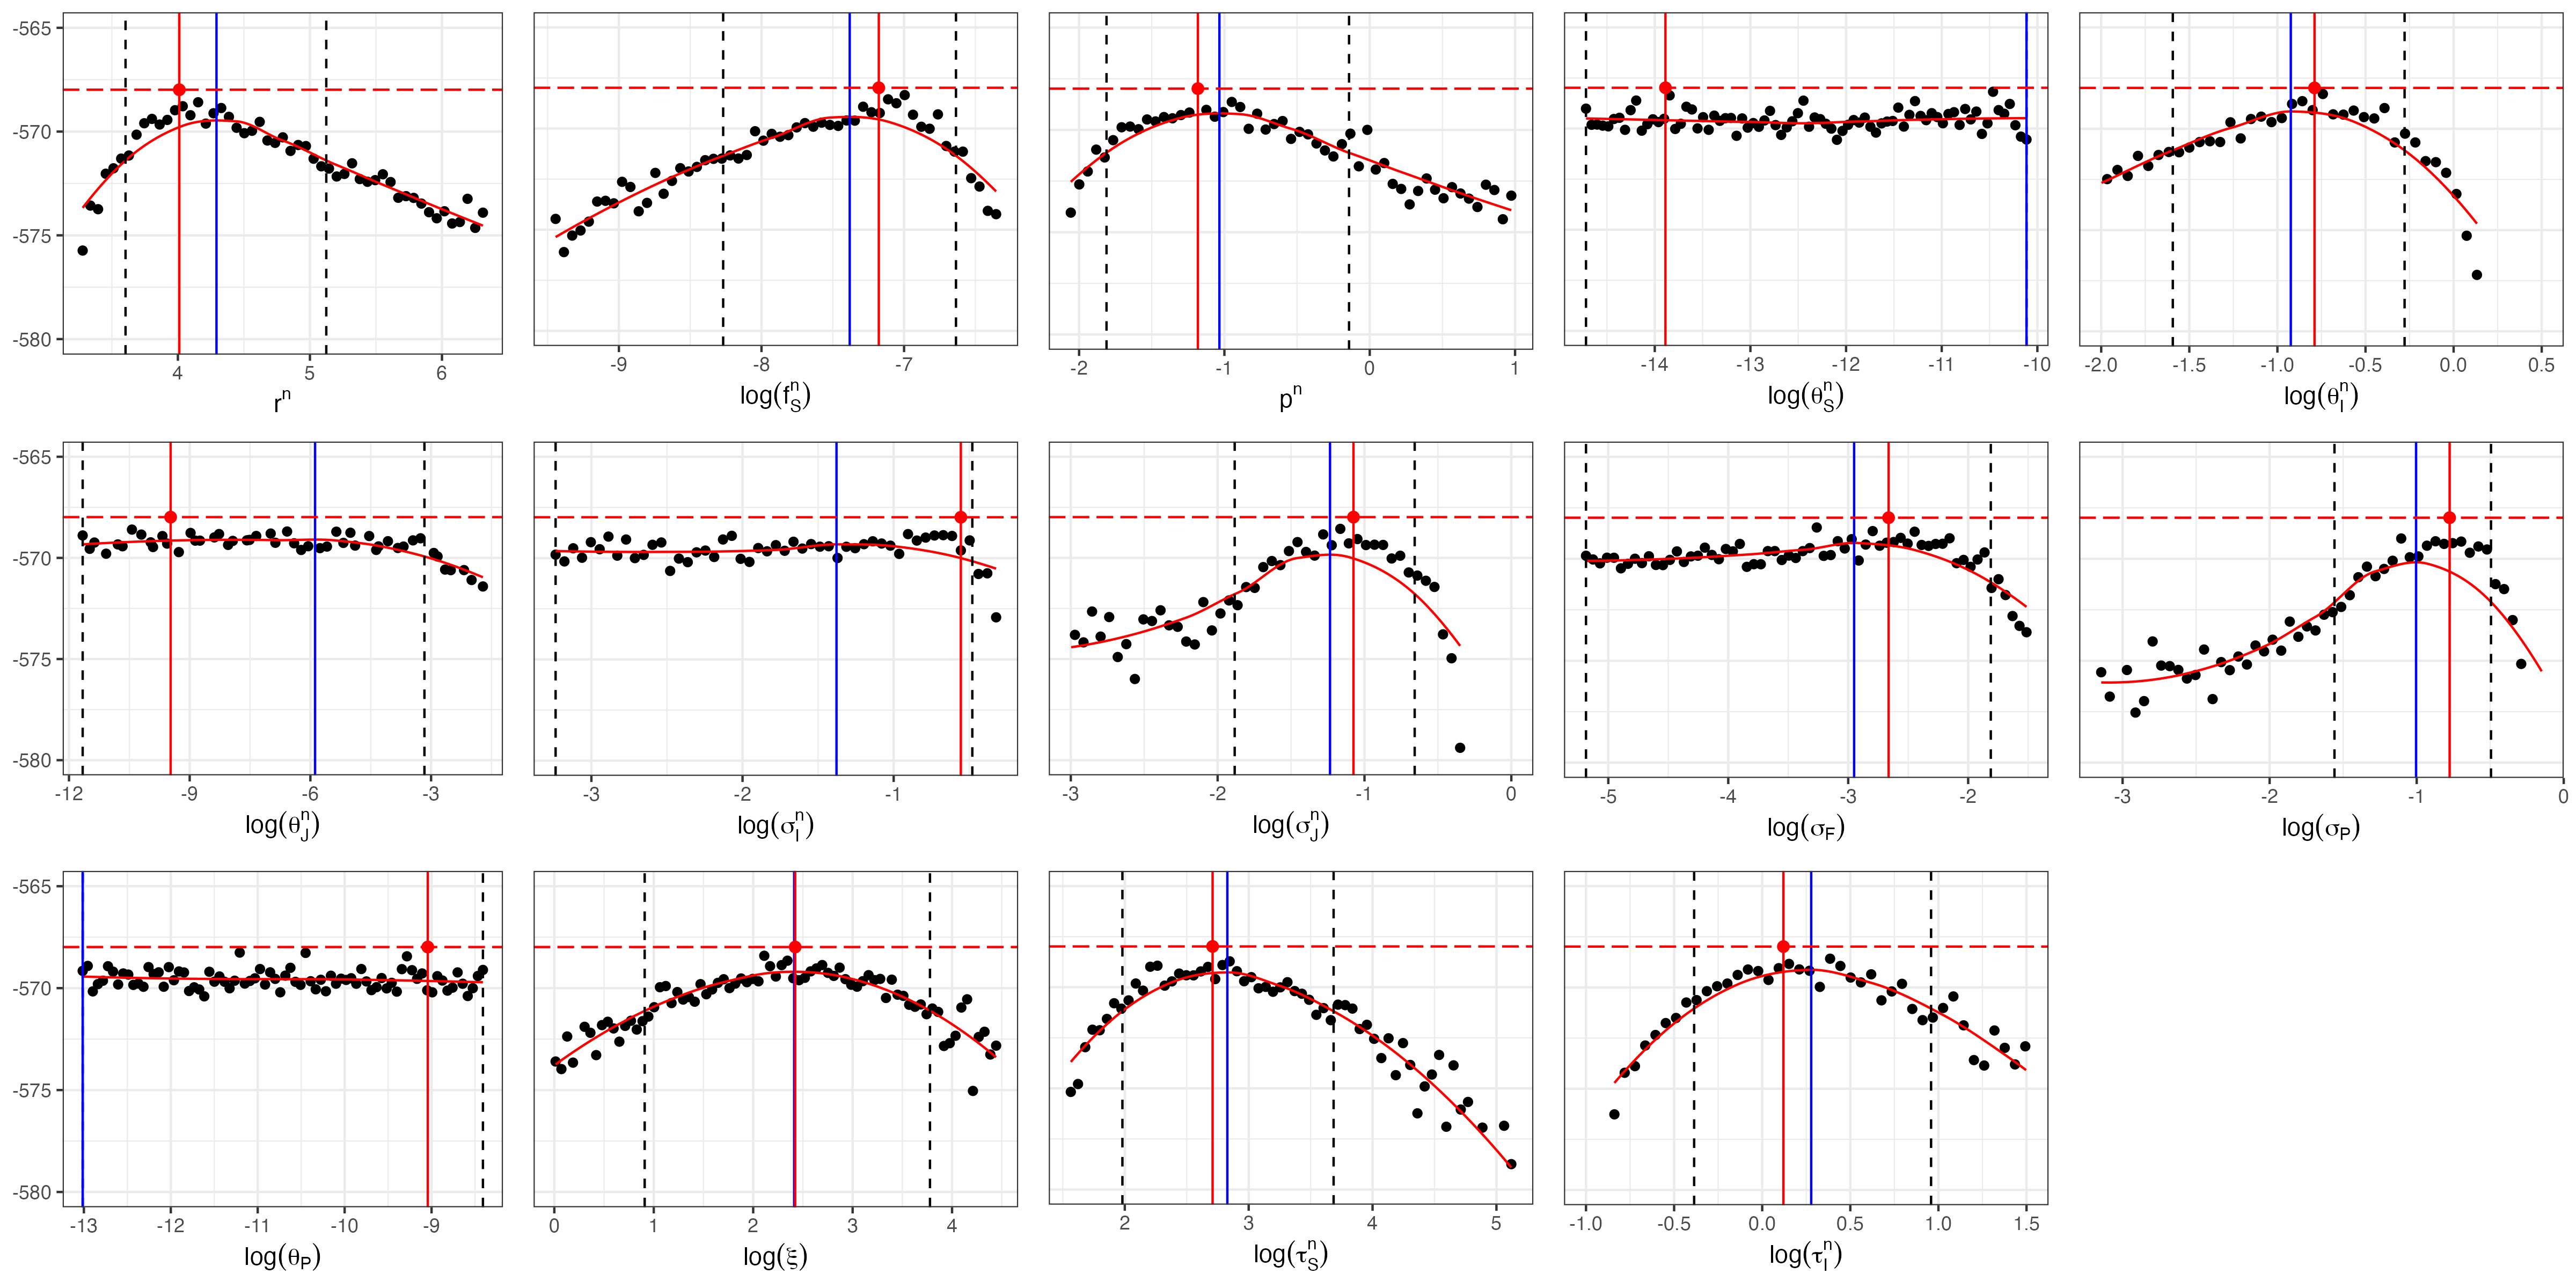 -565
-570
-575
-580
4 5 6
r^n
-9 -8 -7
log(f_S^n)
-2 -1 0 1
p^n
-14 -13 -12 -11 -10
log(θ_S^n)
-2.0 -1.5 -1.0 -0.5 0.0 0.5
log(θ_I^n)
-565
-570
-575
-580
-12 -9 -6 -3
log(θ_J^n)
-3 -2 -1
log(σ_I^n)
-3 -2 -1 0
log(σ_J^n)
-5 -4 -3 -2
log(σ_F)
-3 -2 -1 0
log(σ_P)
-565
-570
-575
-580
-13 -12 -11 -10 -9
log(θ_P)
0 1 2 3 4
log(ξ)
2 3 4 5
log(τ_S^n)
-1.0 -0.5 0.0 0.5 1.0 1.5
log(τ_I^n)